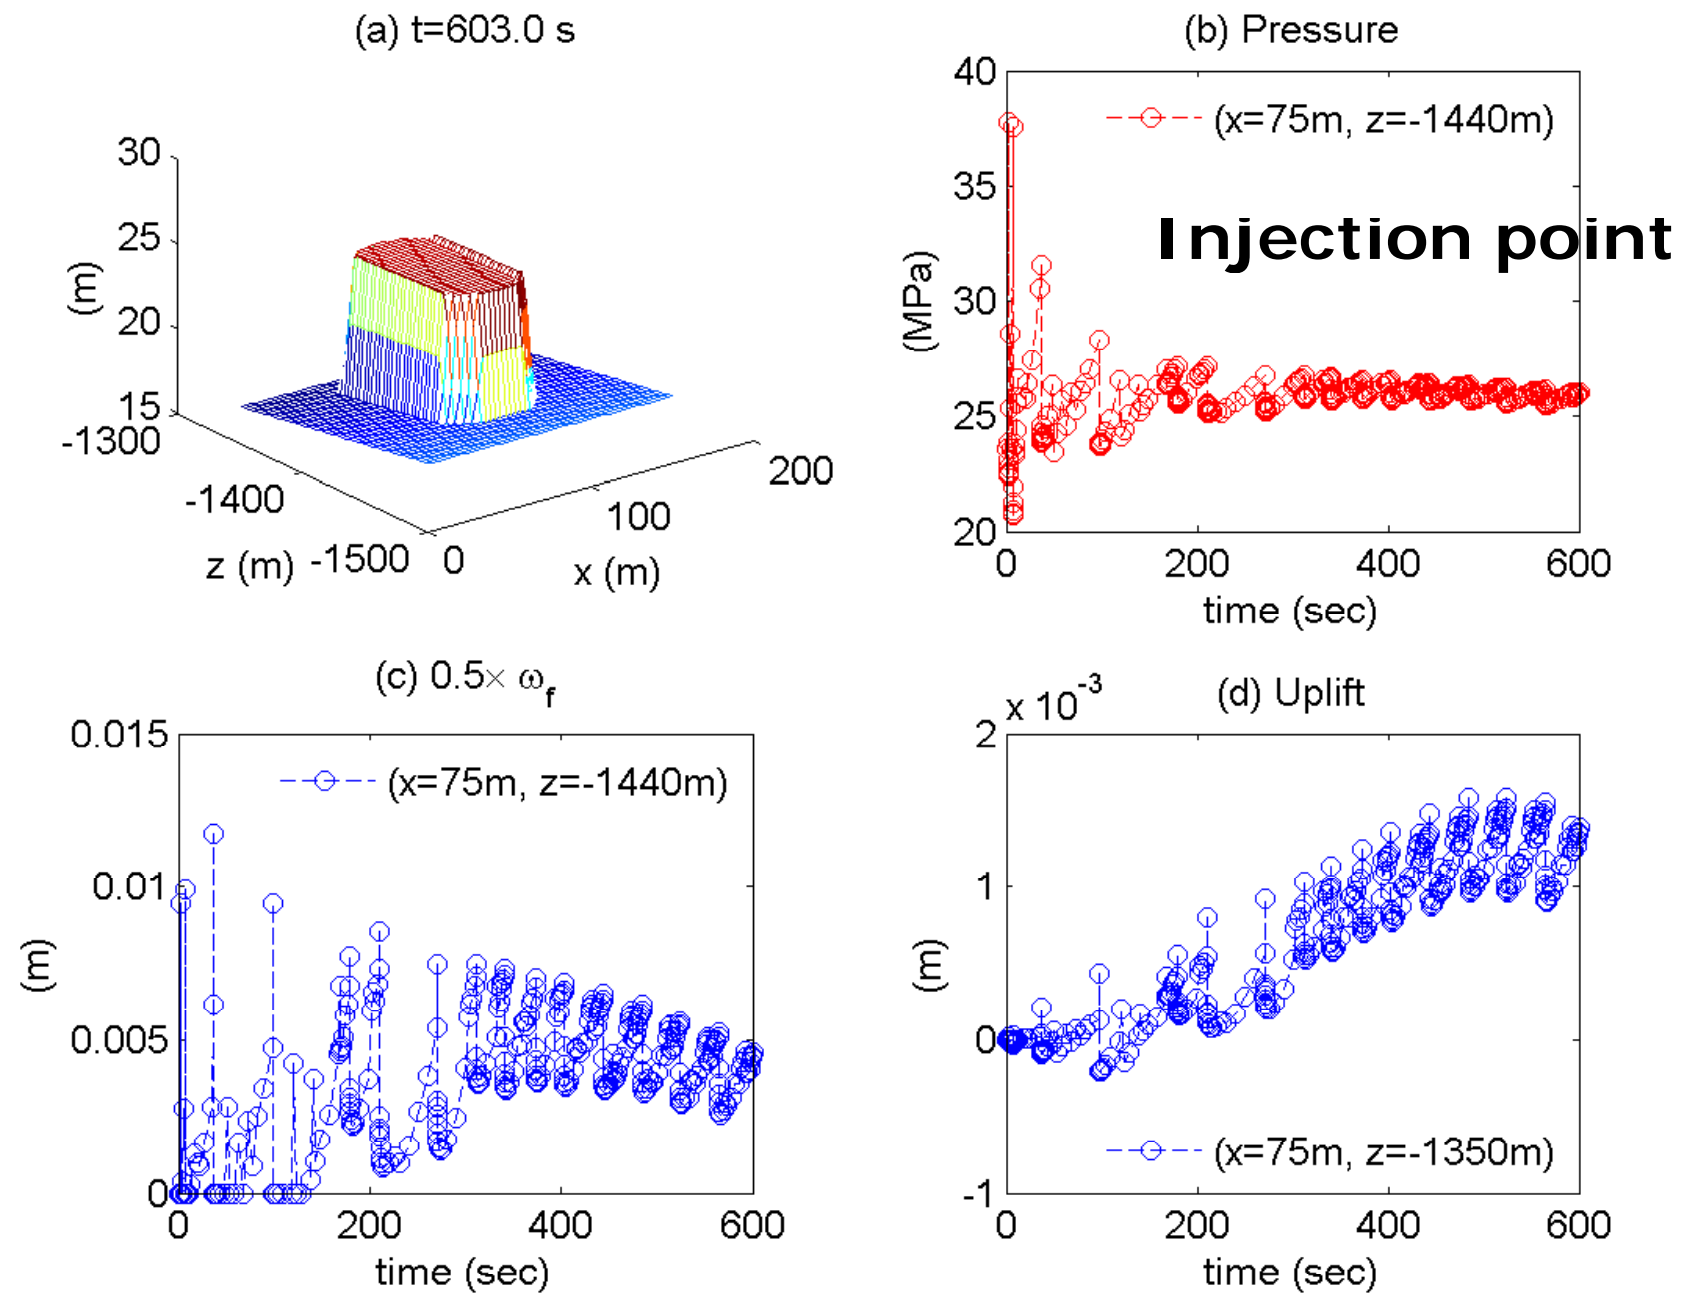 (a) t=603.0 s
30
25
20
15
(m)
-1300
-1400
-1500
z (m)
0
100
200
x (m)
(b) Pressure
40
35
30
25
20
(MPa)
(x=75m, z=-1440m)
Injection point
0
200
400
600
time (sec)
(c) 0.5× ωf
0.015
0.01
0.005
0
(m)
(x=75m, z=-1440m)
0
200
400
600
time (sec)
(d) Uplift
x 10-3
2
1
0
-1
(m)
(x=75m, z=-1350m)
0
200
400
600
time (sec)